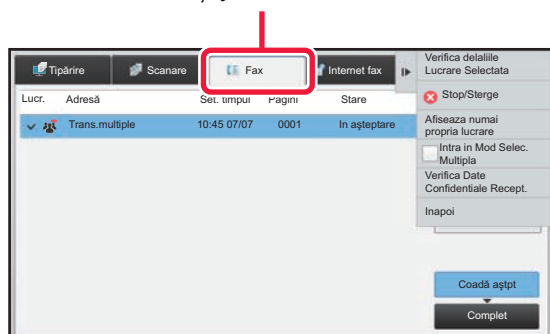 Tipărire
Scanare
Fax
Internet fax
Lucr.
Adresă
Set. timpul
Pagini
Stare
Trans.multiple
10:45 07/07
0001
In aşteptare
Verifica delaliile
Lucrare Selectata
Stop/Sterge
Afiseaza numai
propria lucrare
Intra in Mod Selec.
Multipla
Verifica Date
Confidentiale Recept.
Inapoi
Coadă aştpt
Complet